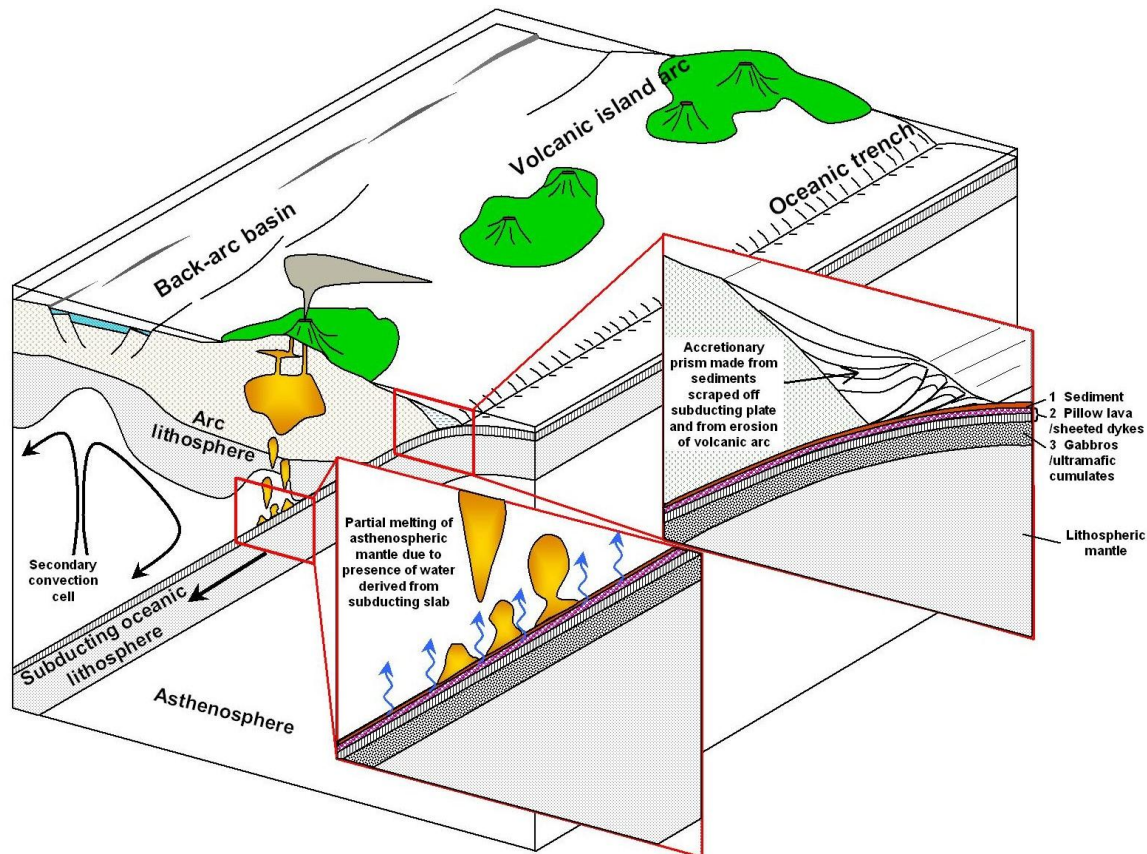 Volcanic island arc
Oceanic trench
Back-arc basin
Accretionary
prism made from
sediments
scraped off
subducting plate
and from erosion
of volcanic arc
1 Sediment
2 Pillow lava
/sheeted dykes
3 Gabbros
/ultramafic
cumulates
Lithospheric
mantle
Arc
lithosphere
Partial melting of
asthenospheric
mantle due to
presence of water
derived from
subducting slab
Secondary
convection
cell
Subducting oceanic
lithosphere
Asthenosphere